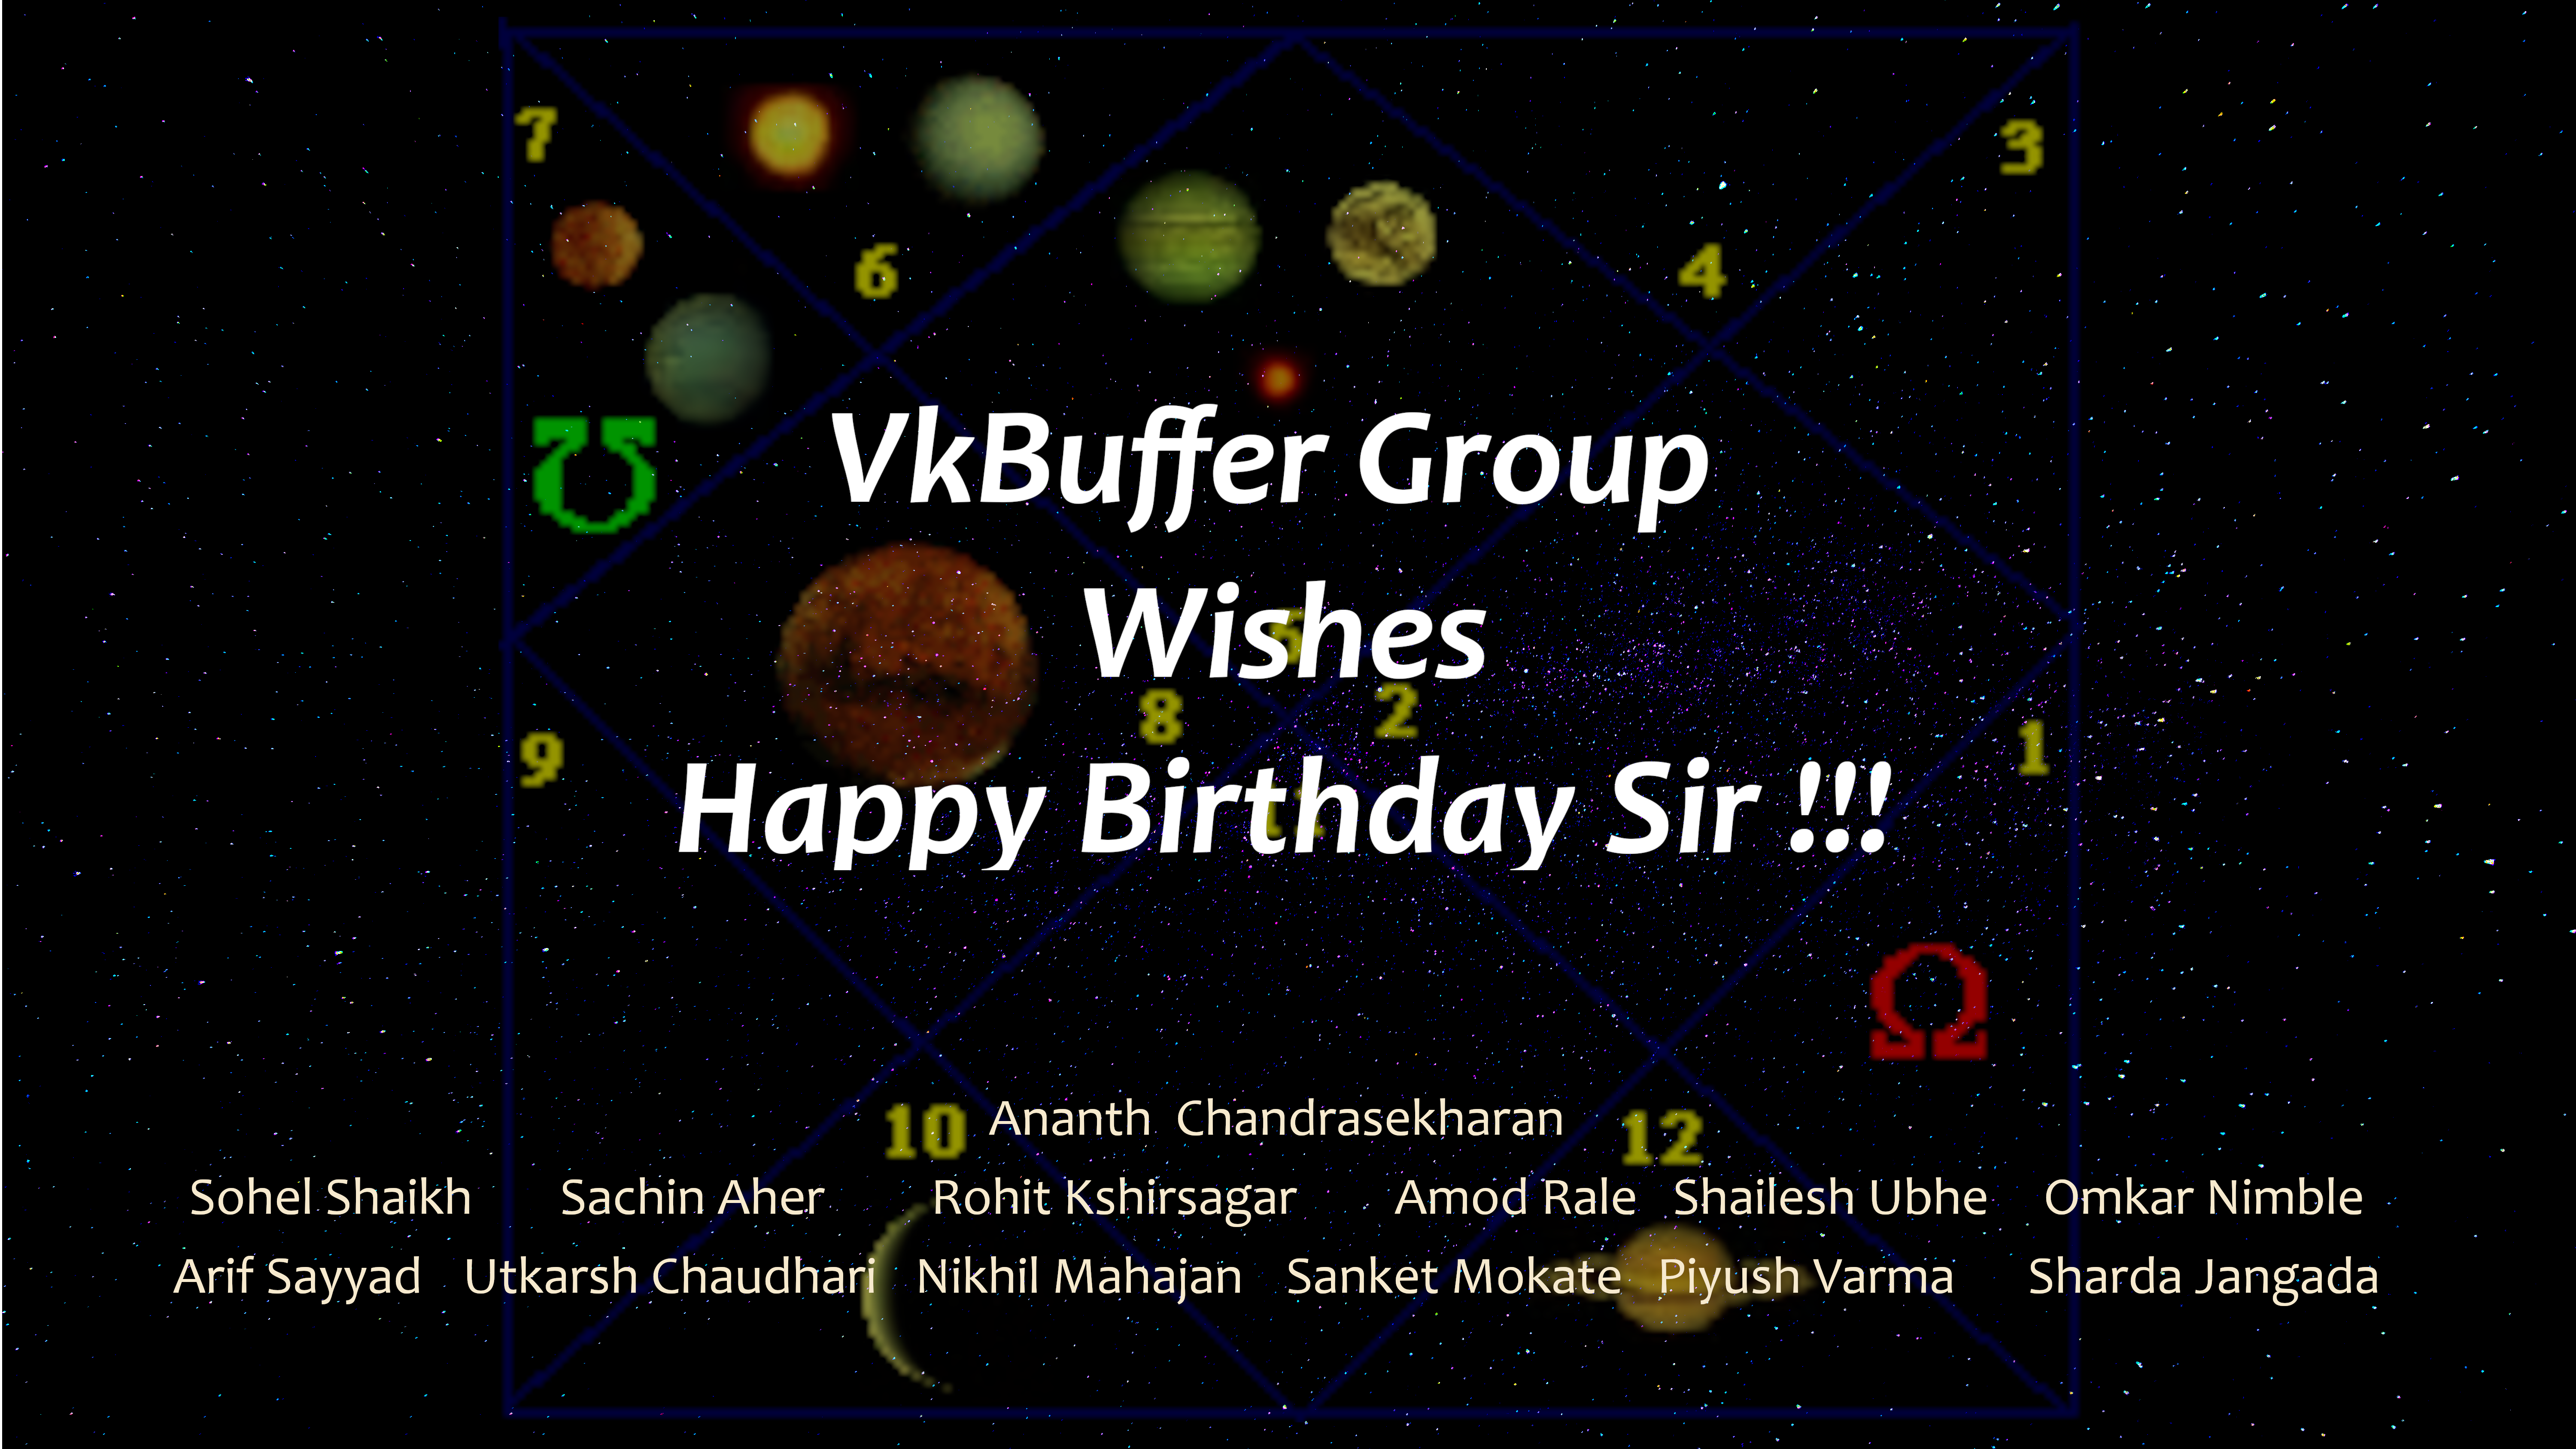 7
3
6
4
VkBuffer Group
Wishes
5
8
2
9
1
Happy Birthday Sir !!!
11
Ʊ
Ω
10
12
Ananth Chandrasekharan
Sohel Shaikh Sachin Aher Rohit Kshirsagar Amod Rale Shailesh Ubhe Omkar Nimble
Arif Sayyad Utkarsh Chaudhari Nikhil Mahajan Sanket Mokate Piyush Varma Sharda Jangada